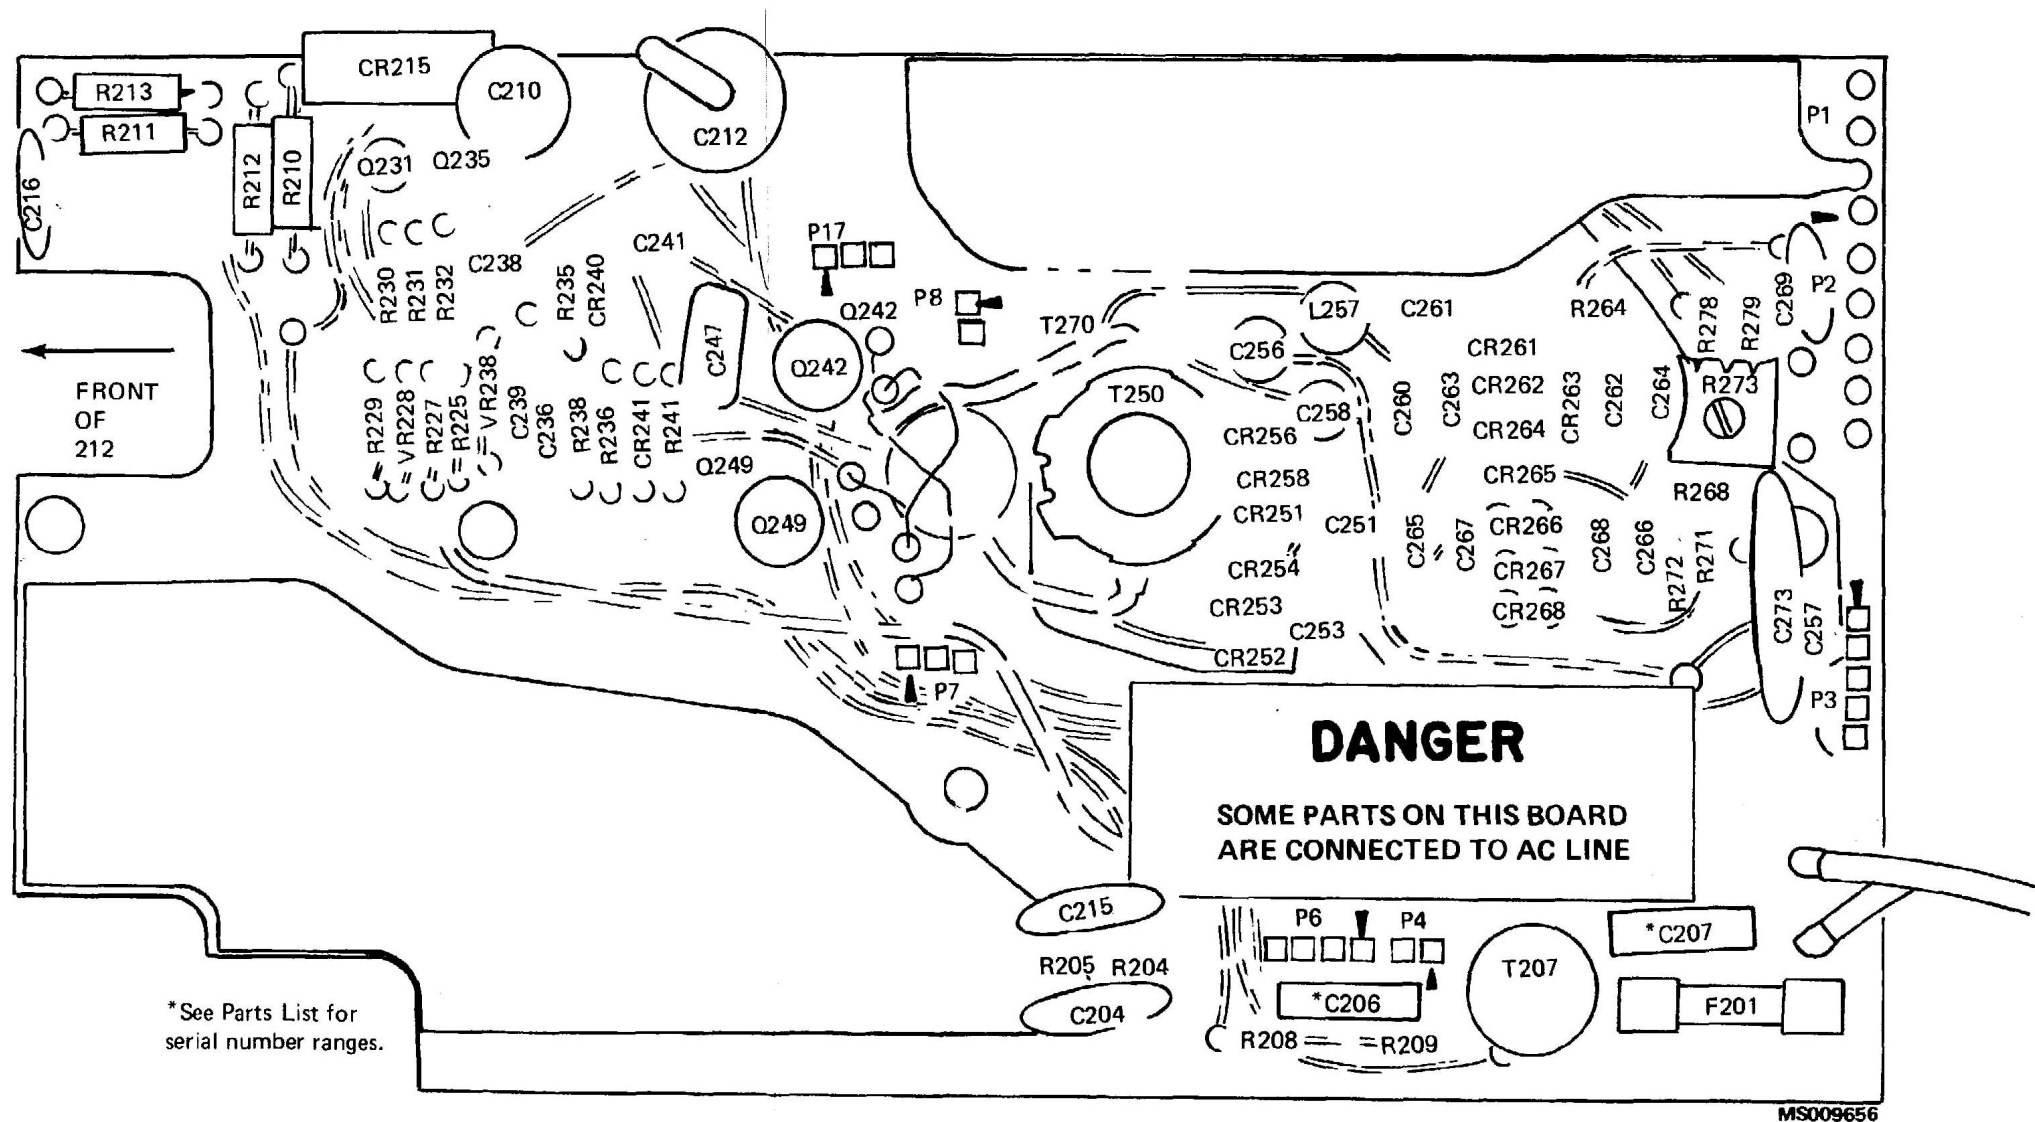 CR215
R213
C210
P1
R211
C212
Q231
Q235
R212
R210
C216
P17
C241
C238
R230
R231
R232
R235
CR240
P8
Q242
T270
L257
C261
R264
R278
R279
C269
P2
C256
CR261
C247
Q242
FRONT
OF
212
T250
C258
C260
C263
CR262
CR263
C262
C264
R273
R229
VR228
R227
R225
VR238
C239
C236
R238
R236
CR241
R241
CR256
CR264
Q249
CR258
CR265
R268
Q249
CR251
C251
C265
C267
CR266
C268
C266
R271
R272
CR254
CR267
CR253
CR268
C253
C273
C257
CR252
P7
P3
DANGER
SOME PARTS ON THIS BOARD
ARE CONNECTED TO AC LINE
C215
P6
P4
*C207
R205
R204
T207
C204
*C206
F201
R208
R209
*See Parts List for
serial number ranges.
MS009656